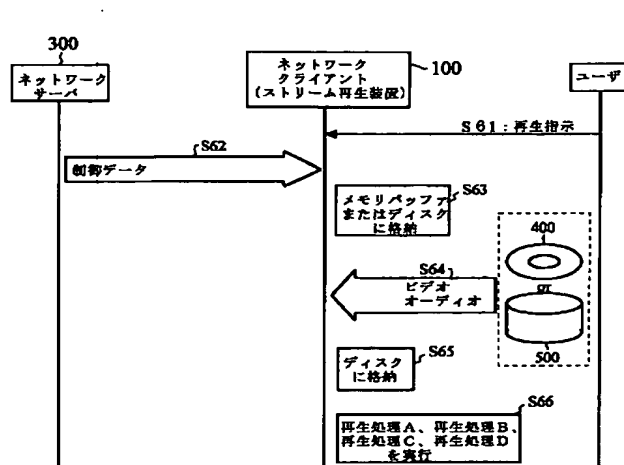 300
ネットワーク
サーバ
ネットワーク
クライアント
(ストリーム再生装置)
100
ユーザ
S61:再生指示
S62
制御データ
S63
メモリバッファ
またはディスク
に格納
400
or
500
S64
ビデオ
オーディオ
S65
ディスク
に格納
S66
再生処理A、再生処理B、
再生処理C、再生処理D
を実行